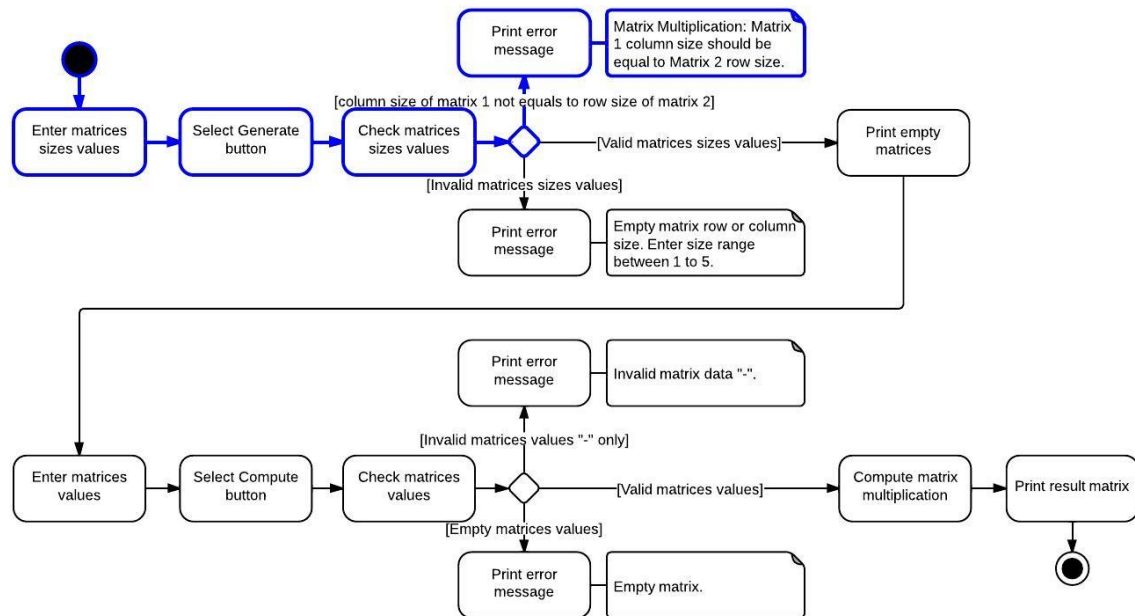 Print error
message
Matrix Multiplication: Matrix
1 column size should be
equal to Matrix 2 row size.
[column size of matrix 1 not equals to row size of matrix 2]
Enter matrices
sizes values
Select Generate
button
Check matrices
sizes values
[Valid matrices sizes values]
Print empty
matrices
[Invalid matrices sizes values]
Print error
message
Empty matrix row or column
size. Enter size range
between 1 to 5.
Print error
message
Invalid matrix data "-".
[Invalid matrices values "-" only]
Enter matrices
values
Select Compute
button
Check matrices
values
[Valid matrices values]
Compute matrix
multiplication
Print result matrix
[Empty matrices values]
Print error
message
Empty matrix.